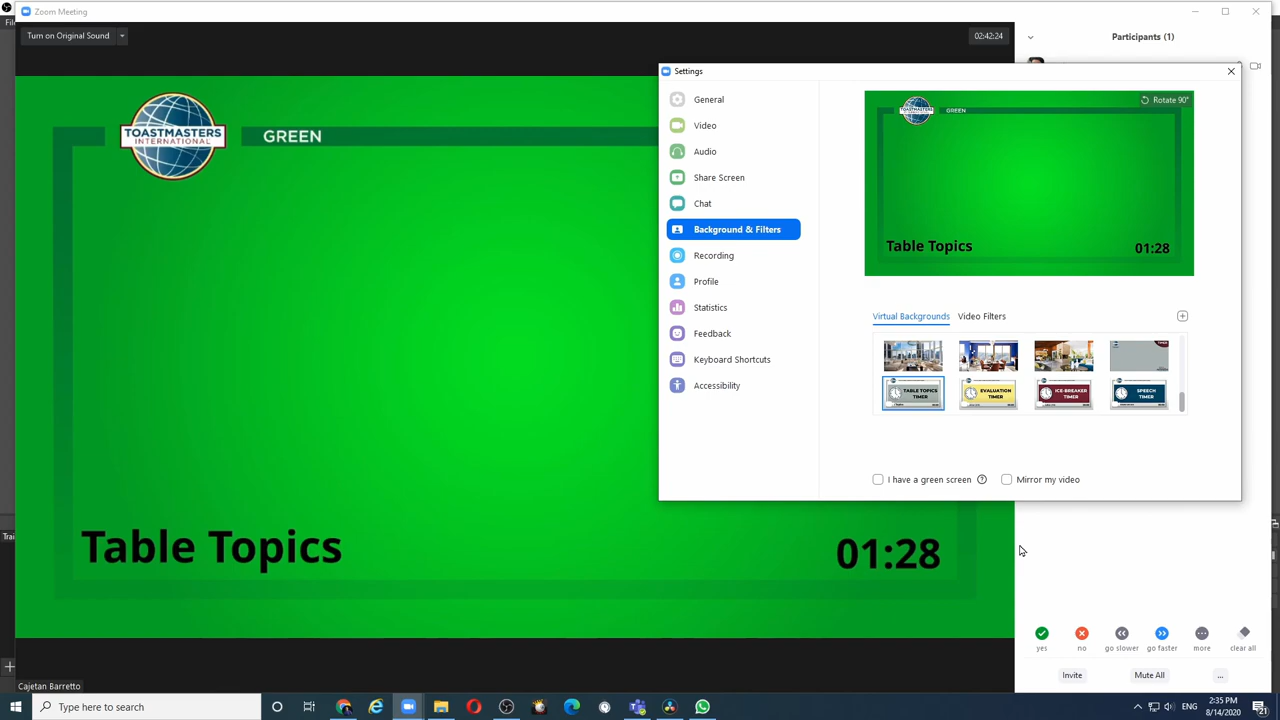 Zoom Meeting
Turn on Original Sound
02:42:24
Participants (1)
TOASTMASTERS
INTERNATIONAL
GREEN
Table Topics
01:28
Cajetan Barretto
Settings
General
Video
Audio
Share Screen
Chat
Background & Filters
Recording
Profile
Statistics
Feedback
Keyboard Shortcuts
Accessibility
Rotate 90°
GREEN
Table Topics
01:28
Virtual Backgrounds
Video Filters
TIMER
TABLE TOPICS
TIMER
EVALUATION
TIMER
ICE-BREAKER
TIMER
SPEECH
TIMER
I have a green screen
Mirror my video
yes
no
go slower
go faster
more
clear all
Invite
Mute All
...
Type here to search
ENG
2:35 PM
8/14/2020
21